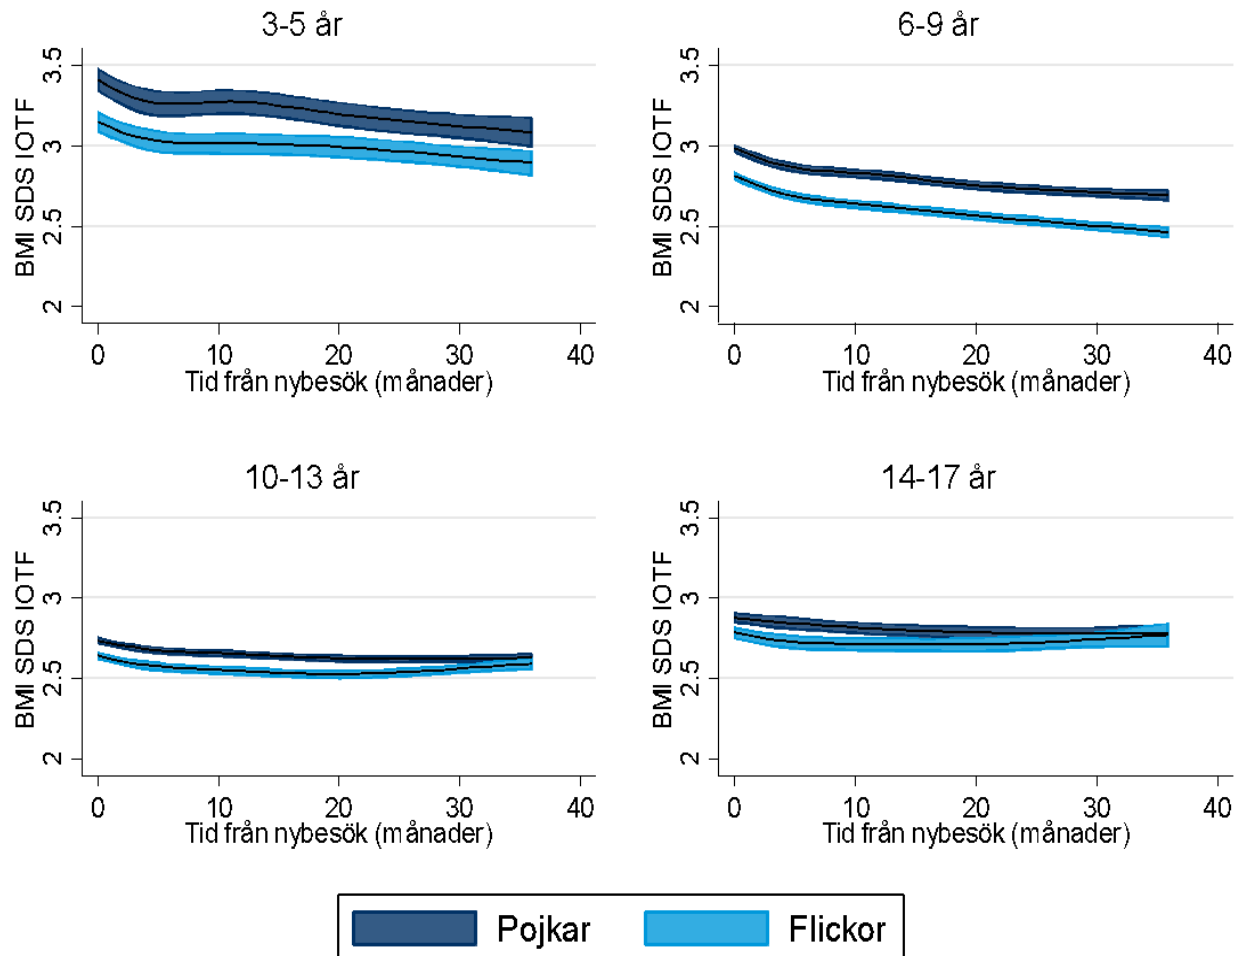 3-5 år
BMI SDS IOTF
3.5
3
2.5
2
0 10 20 30 40
Tid från nybesök (månader)
6-9 år
BMI SDS IOTF
3.5
3
2.5
2
0 10 20 30 40
Tid från nybesök (månader)
10-13 år
BMI SDS IOTF
3.5
3
2.5
2
0 10 20 30 40
Tid från nybesök (månader)
14-17 år
BMI SDS IOTF
3.5
3
2.5
2
0 10 20 30 40
Tid från nybesök (månader)
Pojkar Flickor